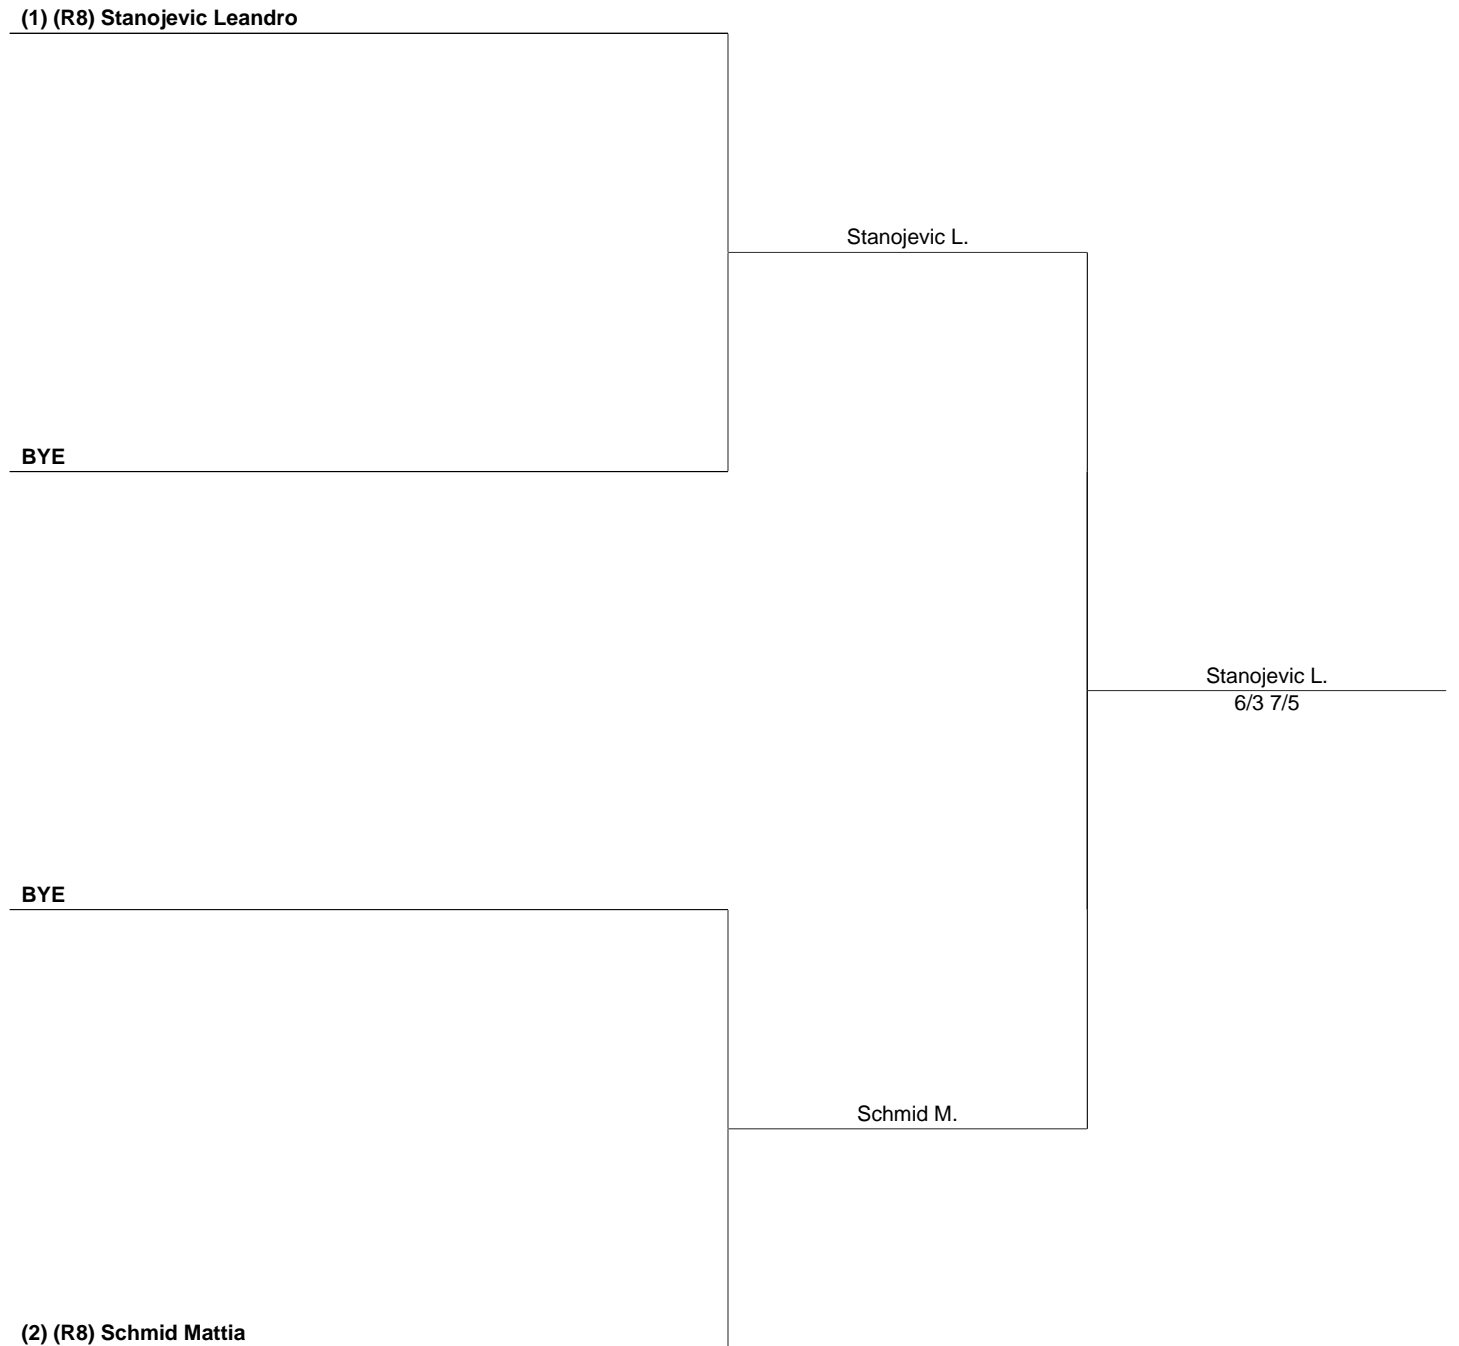 (1) (R8) Stanojevic Leandro
Stanojevic L.
BYE
Stanojevic L.
6/3 7/5
BYE
Schmid M.
(2) (R8) Schmid Mattia